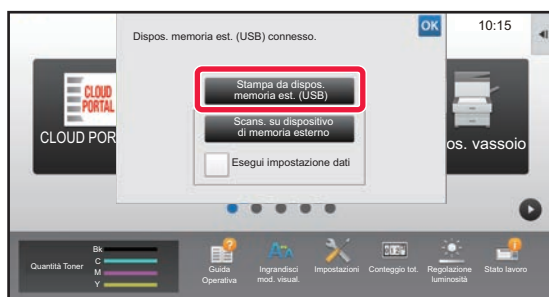 Dispos. memoria est. (USB) connesso.
OK
10:15
Stampa da dispos.
memoria est. (USB)
Scans. su dispositivo
di memoria esterno
Esegui impostazione dati
CLOUD
PORTAL
CLOUD POR
os. vassoio
Quantità Toner
Bk
C
M
Y
Guida
Operativa
Ingrandisci
mod. visual.
Impostazioni
Conteggio tot.
Regolazione
luminosità
Stato lavoro